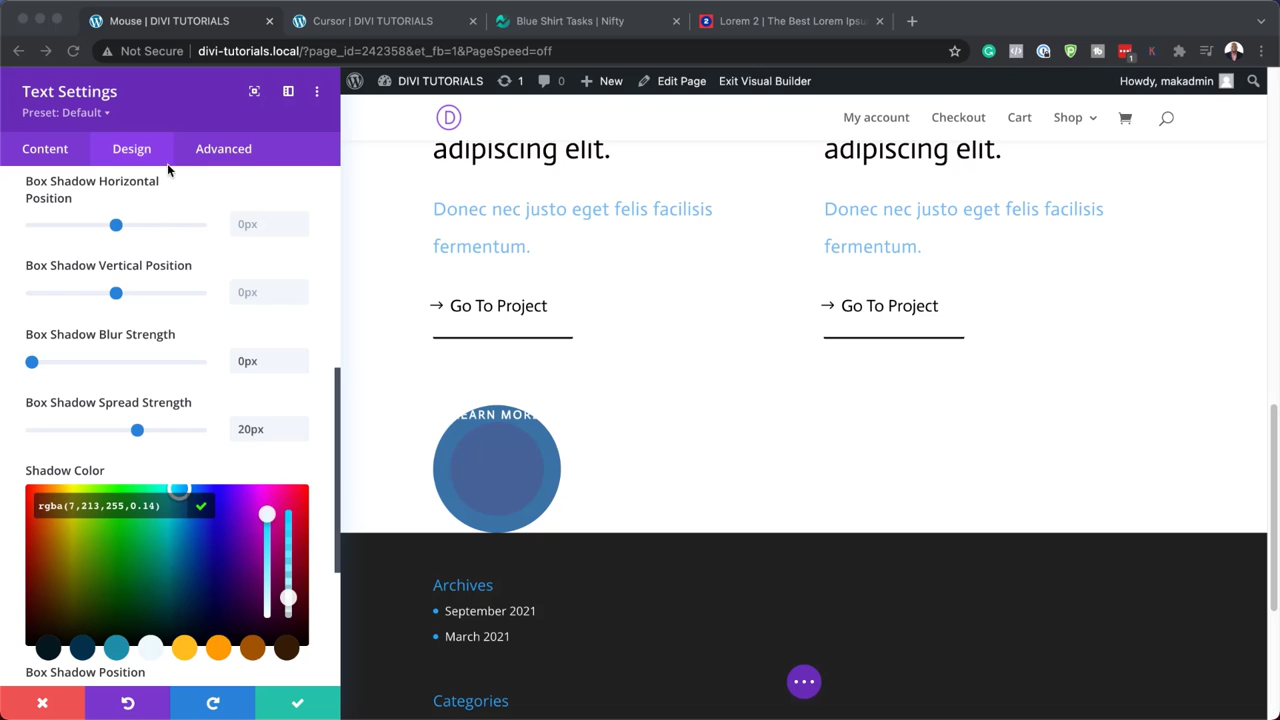 Mouse | DIVI TUTORIALS
Cursor | DIVI TUTORIALS
Blue Shirt Tasks | Nifty
Lorem 2 | The Best Lorem Ipsu
Not Secure
divi-tutorials.local/?page_id=242358&et_fb=1&PageSpeed=off
Text Settings
Preset: Default
Content
Design
Advanced
DIVI TUTORIALS
1
0
New
Edit Page
Exit Visual Builder
Howdy, makadmin
D
My account
Checkout
Cart
Shop
Box Shadow Horizontal
Position
0px
Box Shadow Vertical Position
0px
Box Shadow Blur Strength
0px
Box Shadow Spread Strength
20px
Shadow Color
rgba(7,213,255,0.14)
Box Shadow Position
adipiscing elit.
Donec nec justo eget felis facilisis
fermentum.
→ Go To Project
adipiscing elit.
Donec nec justo eget felis facilisis
fermentum.
→ Go To Project
LEARN MORE
Archives
September 2021
March 2021
Categories